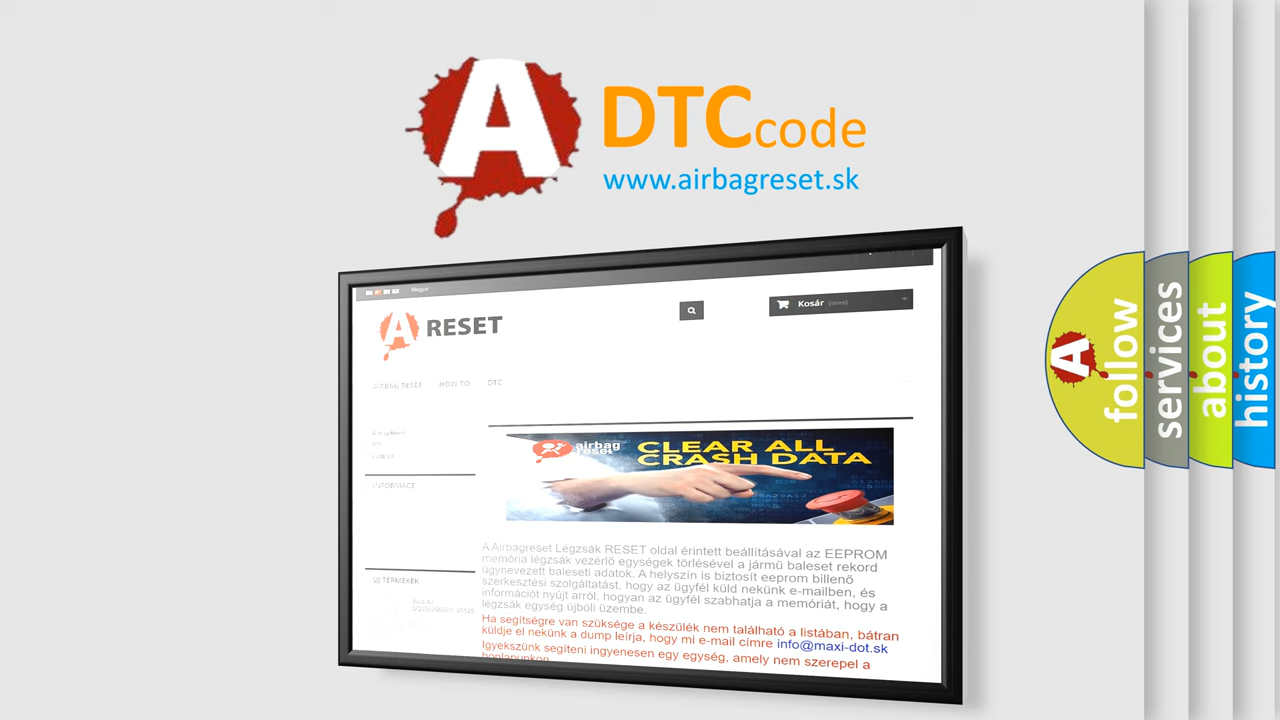 A
DTCcode
www.airbagreset.sk
Magyar
A RESET
Kosár (üres)
AIRBAG RESET HOW TO DTC
INFORMACE
ÚJ TERMÉKEK
airbag
reset
CLEAR ALL
CRASH DATA
A Airbagreset Légzsák RESET oldal érintett beállításával az EEPROM
memória légzsák vezérlő egységek törlésével a jármű baleset rekord
úgynevezett baleseti adatok. A helyszín is biztosít eeprom billenő
szerkesztési szolgáltatást, hogy az ügyfél küld nekünk e-mailben, és
információt nyújt arról, hogyan az ügyfél szabhatja a memóriát, hogy a
légzsák egység újbóli üzembe.
Ha segítségre van szüksége a készülék nem található a listában, bátran
küldje el nekünk a dump leírja, hogy mi e-mail címre info@maxi-dot.sk
Igyekszünk segíteni ingyenesen egy egység, amely nem szerepel a
honlapunkon
A
follow
services
about
history